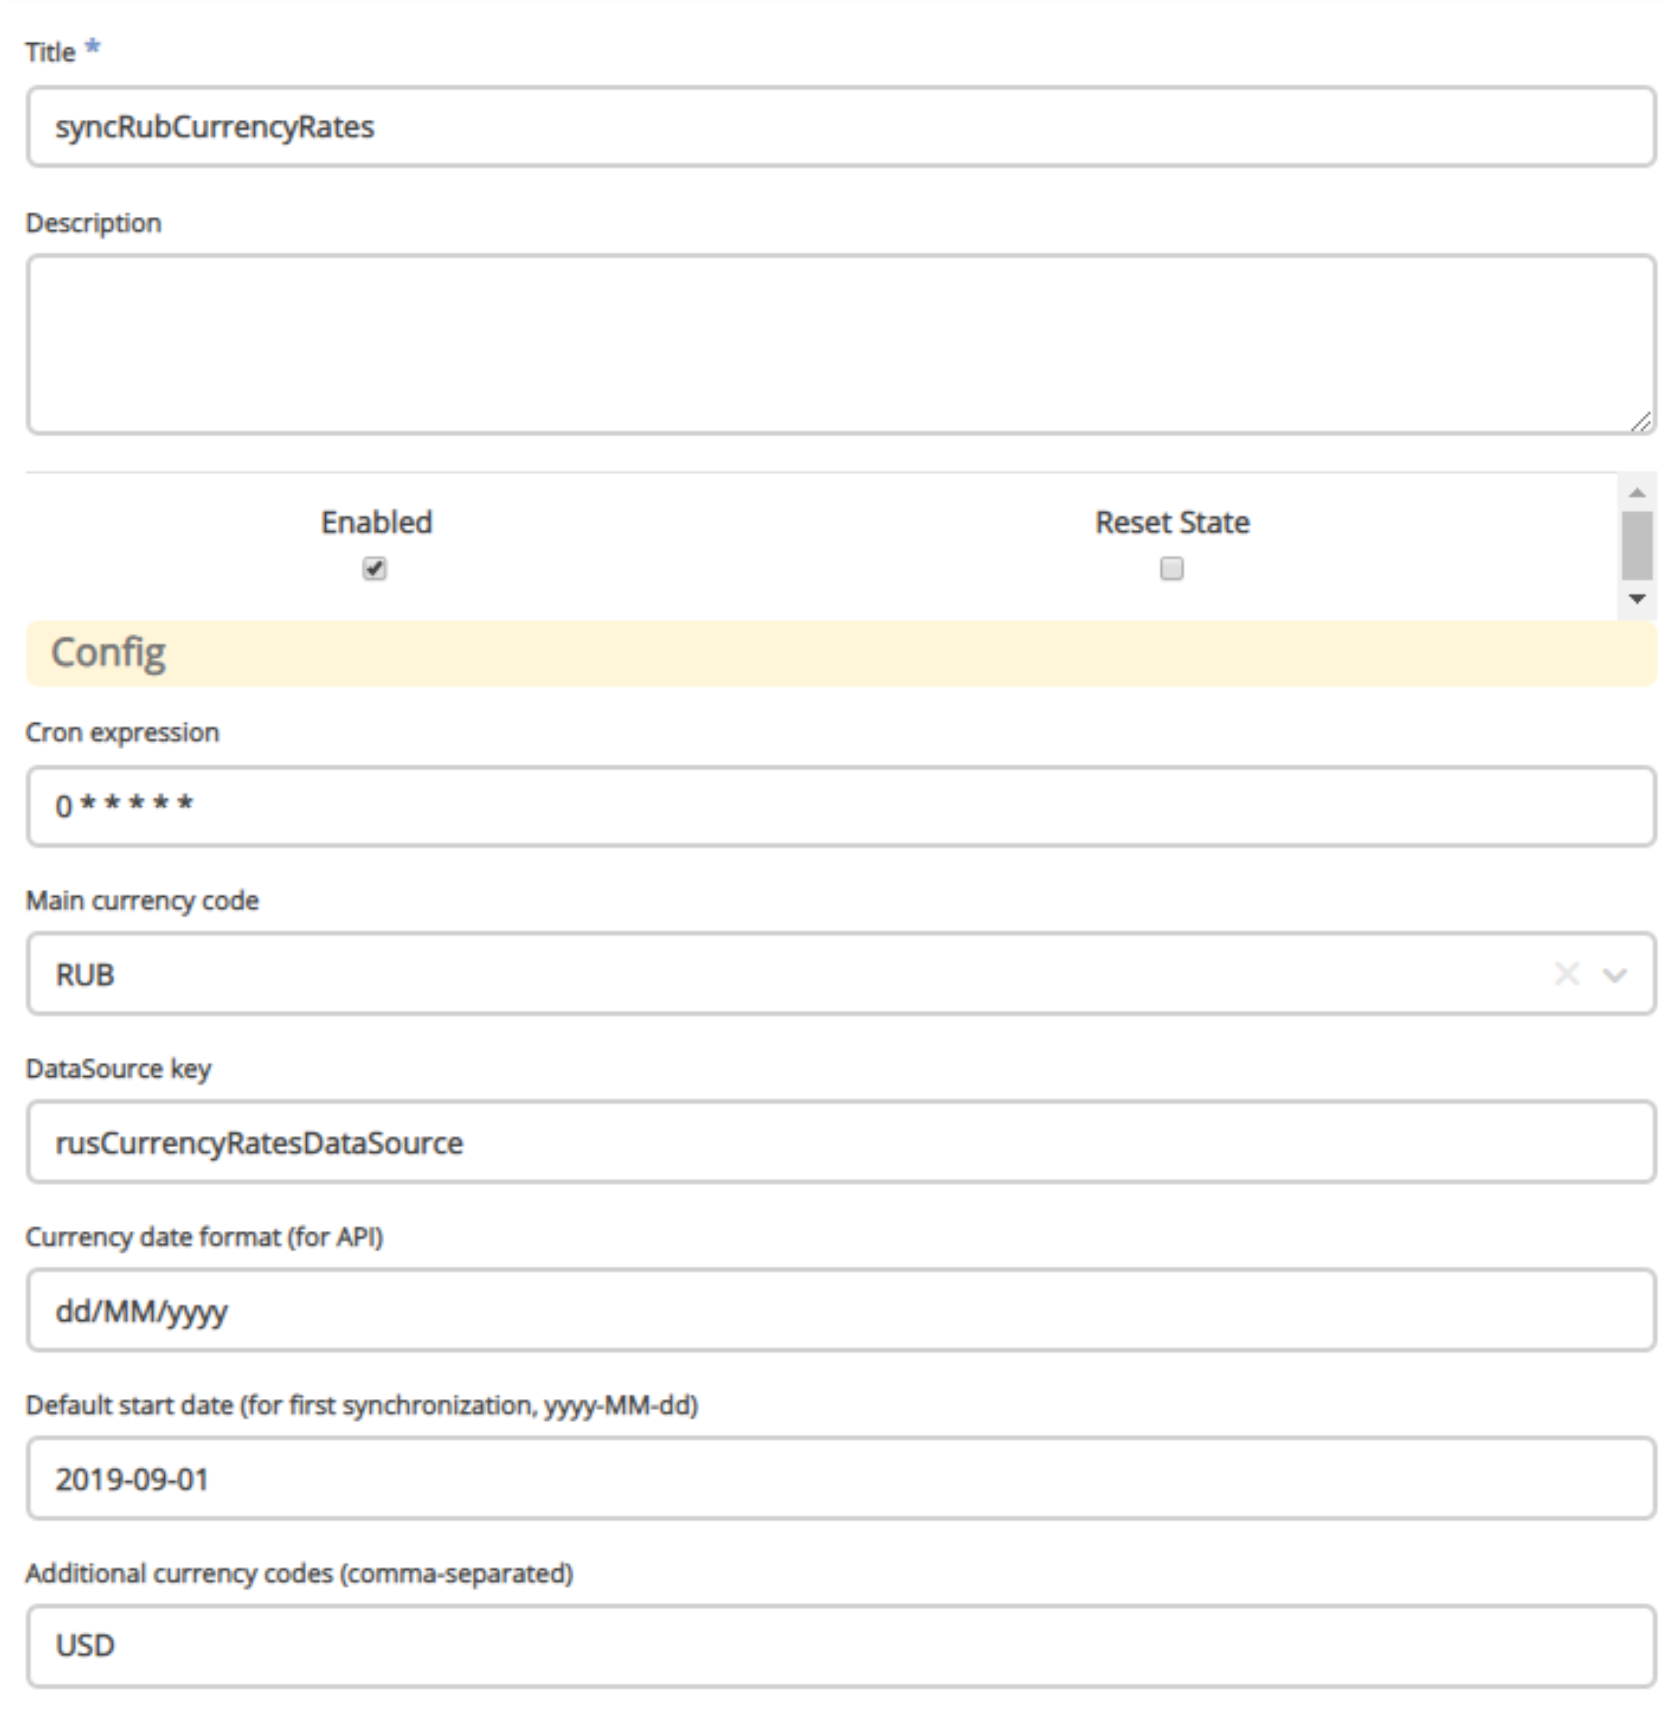 Title *
syncRubCurrencyRates
Description
Enabled Reset State
Config
Cron expression
0 * * * * *
Main currency code
RUB
DataSource key
rusCurrencyRatesDataSource
Currency date format (for API)
dd/MM/yyyy
Default start date (for first synchronization, yyyy-MM-dd)
2019-09-01
Additional currency codes (comma-separated)
USD